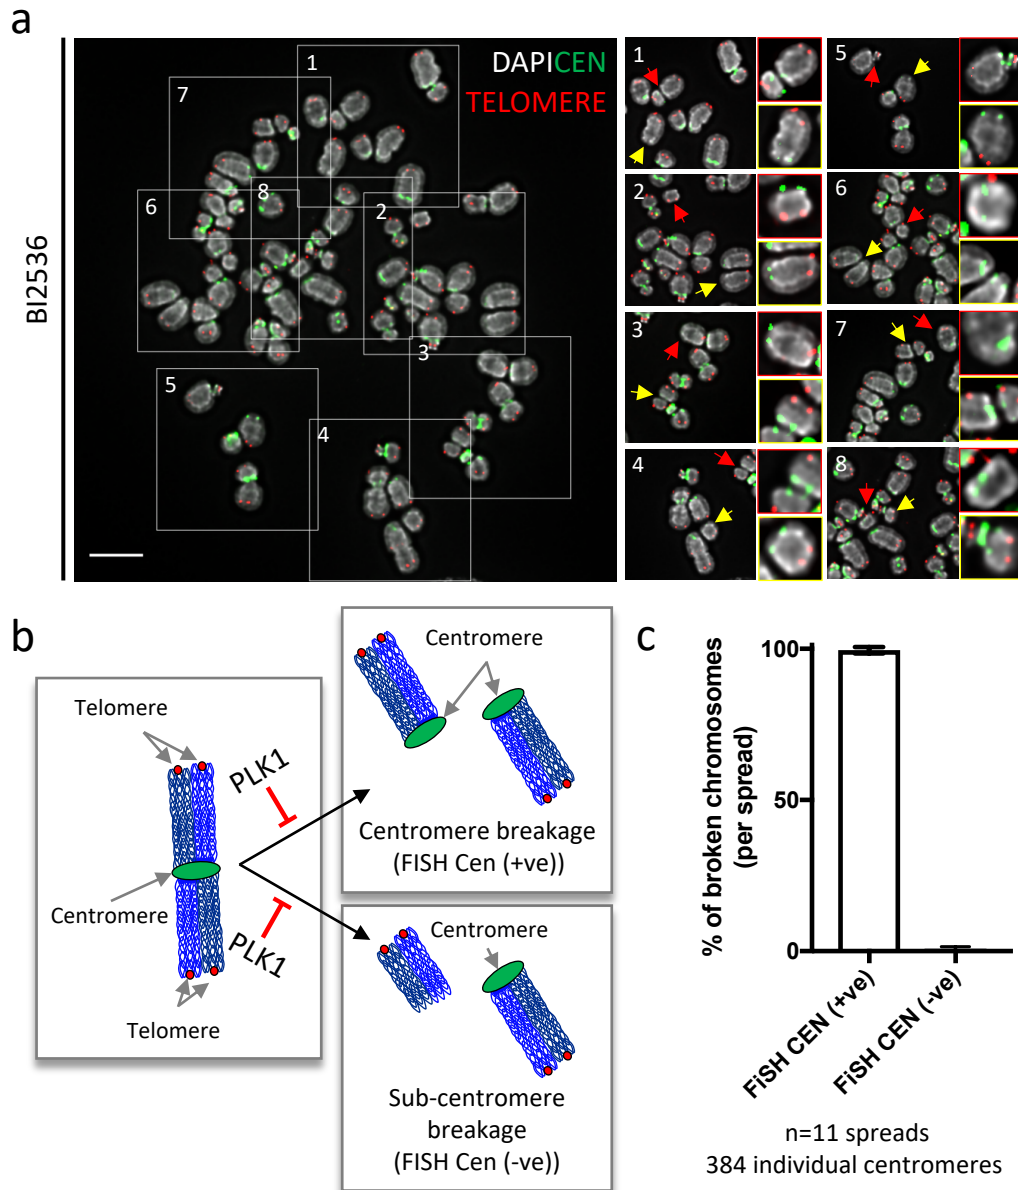 a
BI2536
DAPICEN
TELOMERE
1
7
8
6
2
3
5
4
1
5
2
6
3
7
4
8
b
Telomere
Centromere
Telomere
PLK1
PLK1
Centromere
Centromere breakage
(FISH Cen (+ve))
Centromere
Sub-centromere
breakage
(FISH Cen (-ve))
c
% of broken chromosomes
(per spread)
100
50
0
FiSH CEN (+ve)
FiSH CEN (-ve)
n=11 spreads
384 individual centromeres